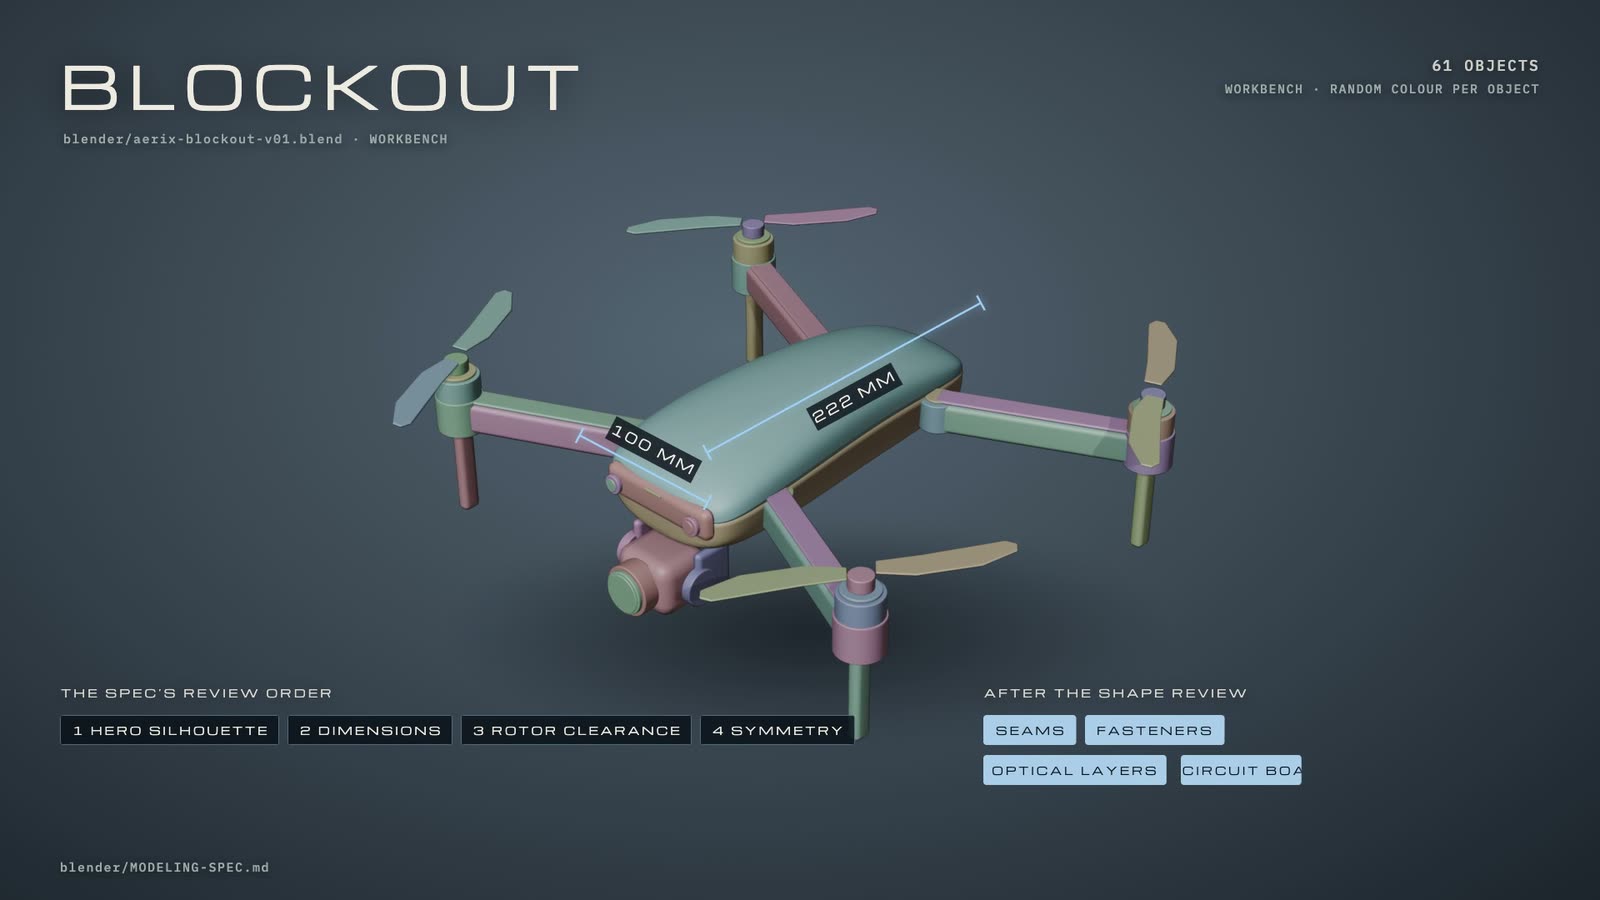 BLOCKOUT
blender/aerix-blockout-v01.blend · WORKBENCH
61 OBJECTS
WORKBENCH · RANDOM COLOUR PER OBJECT
222 MM
100 MM
THE SPEC'S REVIEW ORDER
1 HERO SILHOUETTE 2 DIMENSIONS 3 ROTOR CLEARANCE 4 SYMMETRY
AFTER THE SHAPE REVIEW
SEAMS FASTENERS
OPTICAL LAYERS CIRCUIT BOA
blender/MODELING-SPEC.md